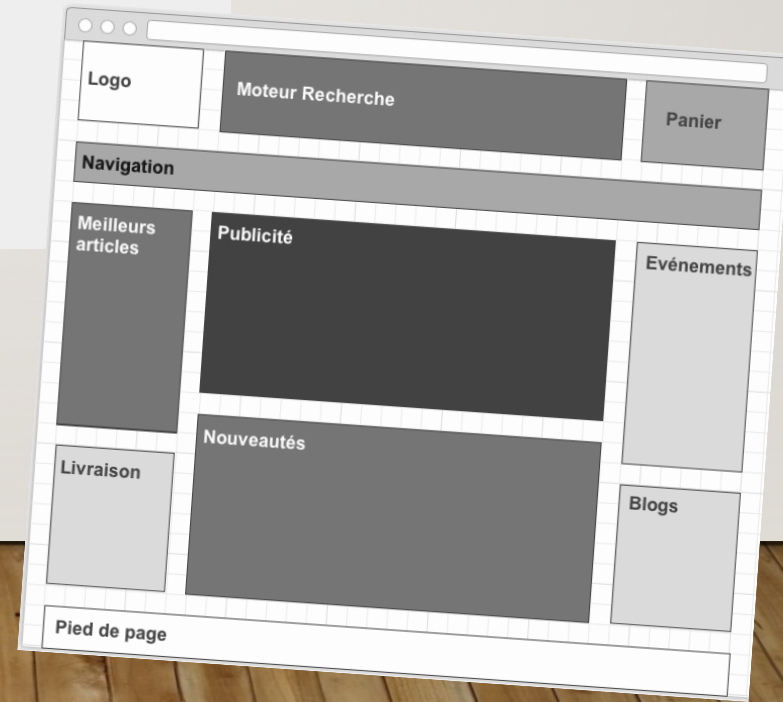 Logo
Moteur Recherche
Panier
Navigation
Meilleurs
articles
Publicité
Evénements
Nouveautés
Livraison
Blogs
Pied de page